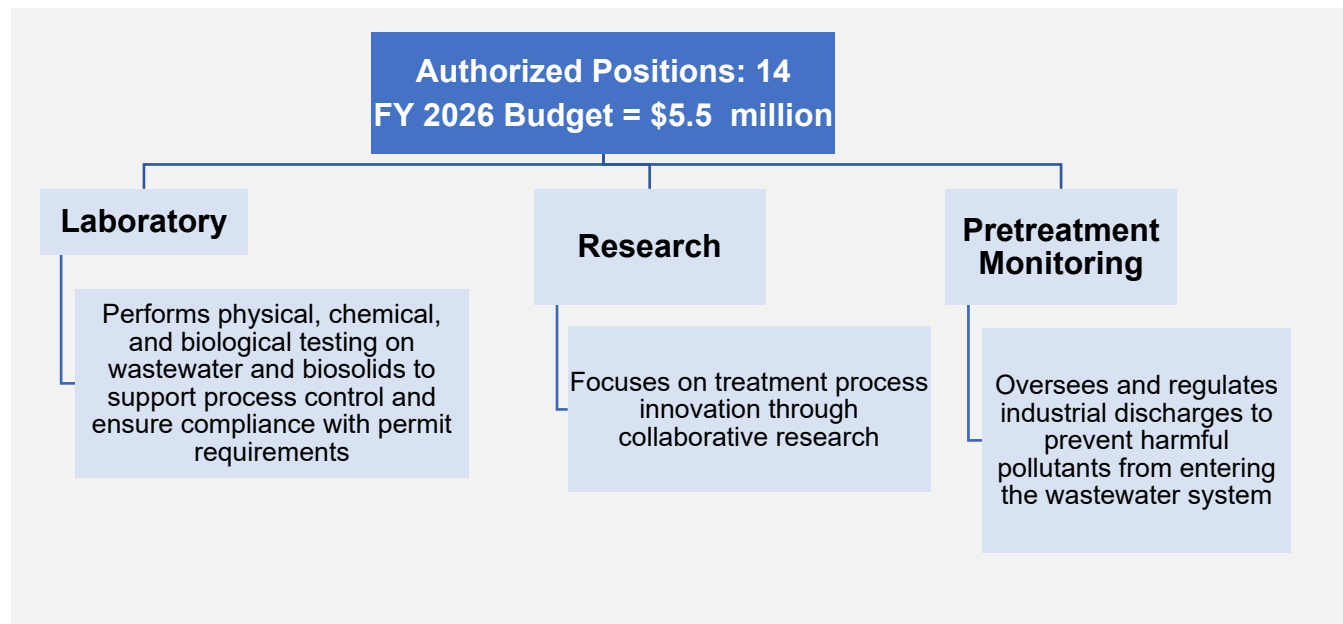 Authorized Positions: 14
FY 2026 Budget = $5.5  million
Laboratory
Performs physical, chemical,
and biological testing on
wastewater and biosolids to
support process control and
ensure compliance with permit
requirements
Research
Focuses on treatment process
innovation through
collaborative research
Pretreatment
Monitoring
Oversees and regulates
industrial discharges to
prevent harmful
pollutants from entering
the wastewater system